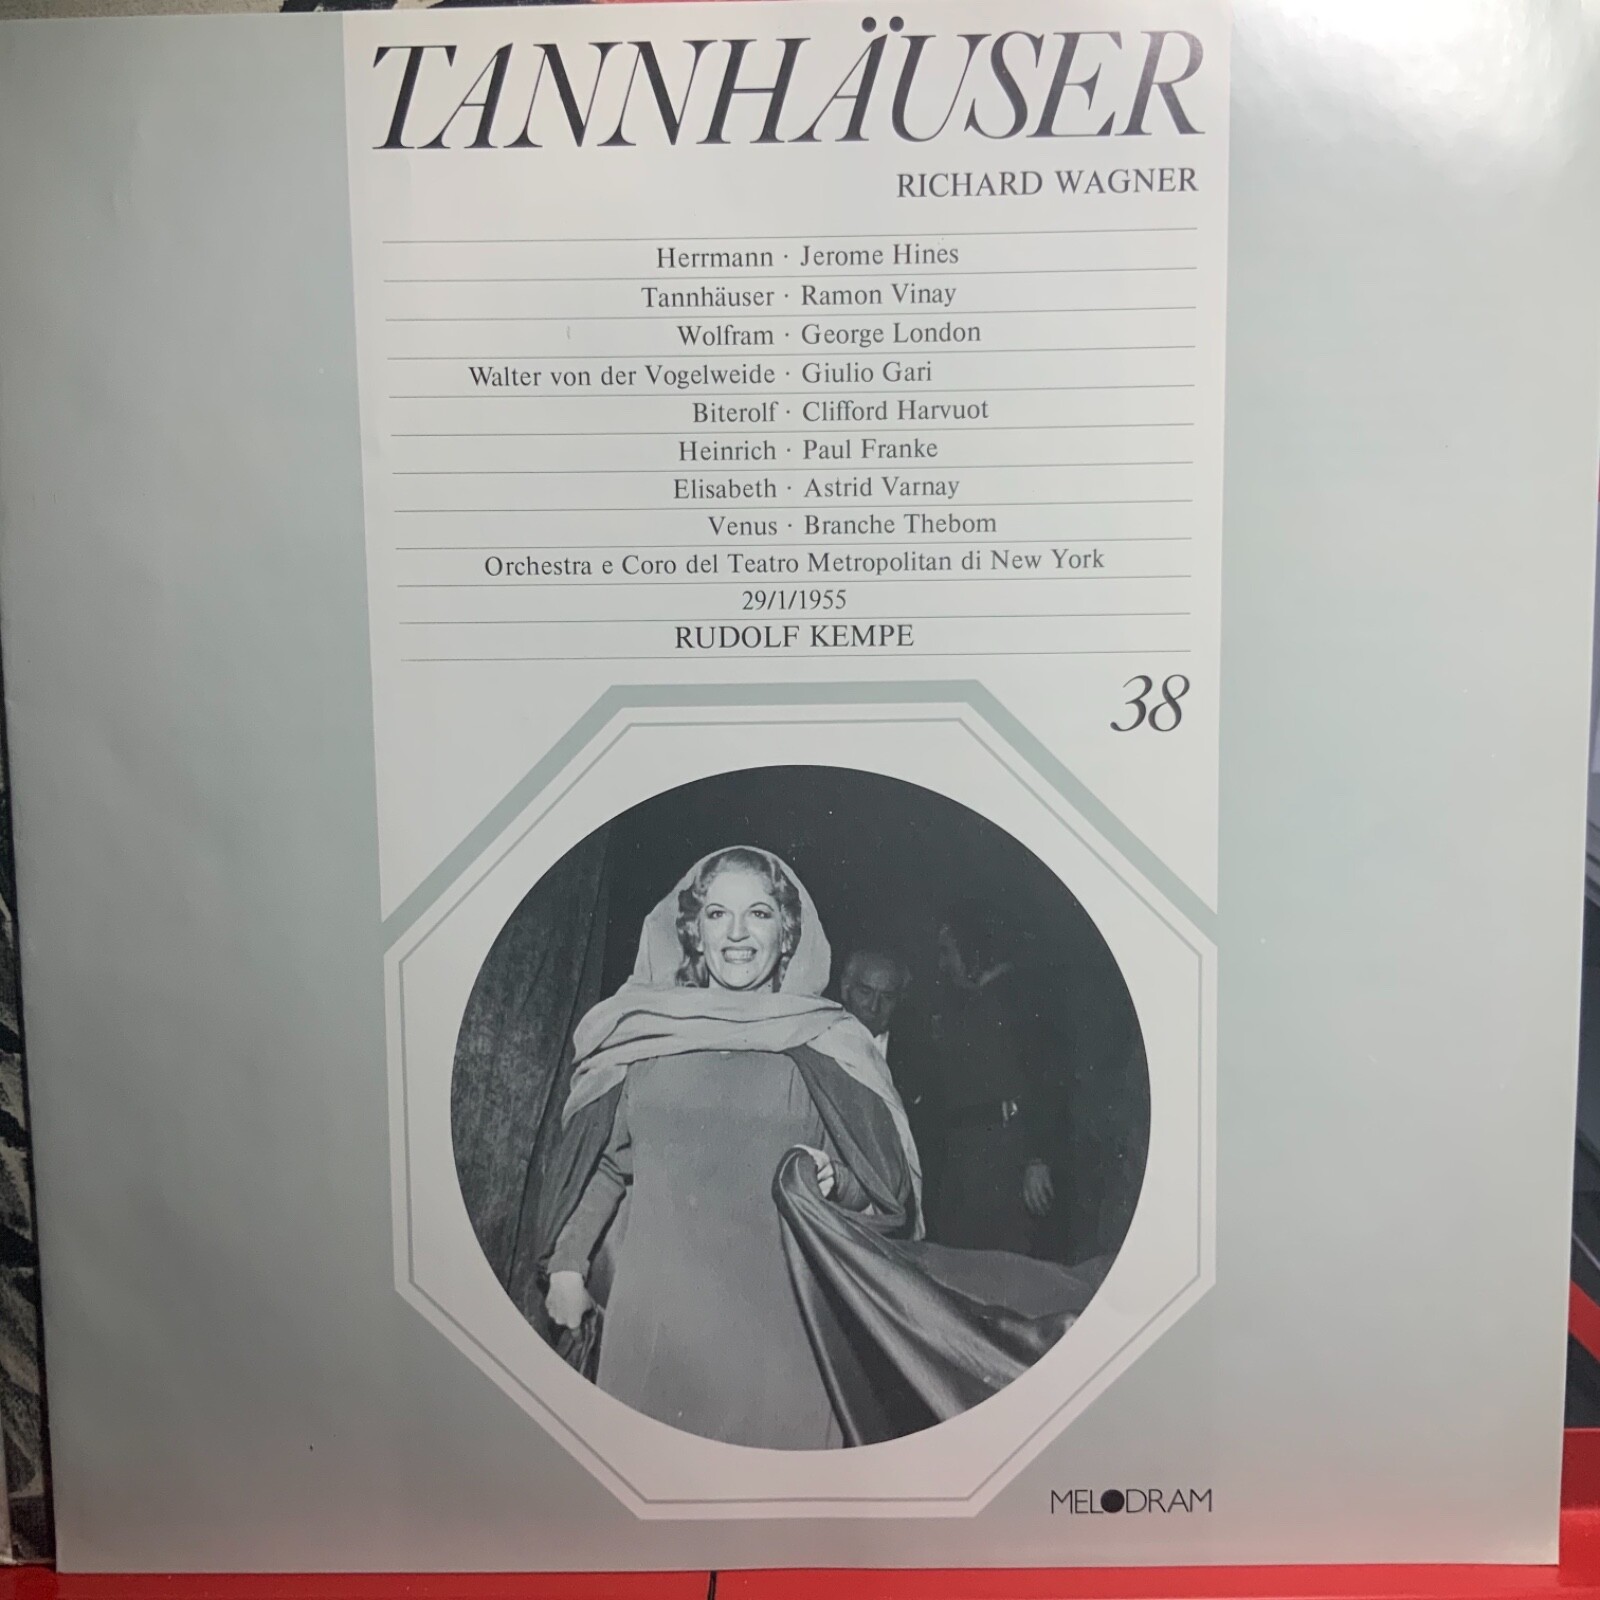 TANNHÄUSER
RICHARD WAGNER
Herrmann · Jerome Hines
Tannhäuser · Ramon Vinay
Wolfram · George London
Walter von der Vogelweide · Giulio Gari
Biterolf · Clifford Harvuot
Heinrich · Paul Franke
Elisabeth · Astrid Varnay
Venus · Branche Thebom
Orchestra e Coro del Teatro Metropolitan di New York
29/1/1955
RUDOLF KEMPE
38
MELODRAM